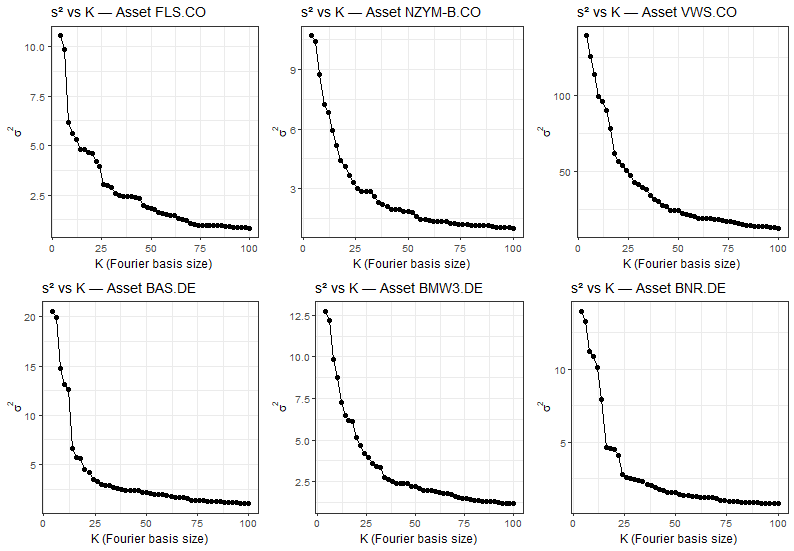 s² vs K — Asset FLS.CO
10.0
7.5
5.0
2.5
σ²
0 25 50 75 100
K (Fourier basis size)
s² vs K — Asset NZYM-B.CO
9
6
3
σ²
0 25 50 75 100
K (Fourier basis size)
s² vs K — Asset VWS.CO
100
50
σ²
0 25 50 75 100
K (Fourier basis size)
s² vs K — Asset BAS.DE
20
15
10
5
σ²
0 25 50 75 100
K (Fourier basis size)
s² vs K — Asset BMW3.DE
12.5
10.0
7.5
5.0
2.5
σ²
0 25 50 75 100
K (Fourier basis size)
s² vs K — Asset BNR.DE
10
5
σ²
0 25 50 75 100
K (Fourier basis size)